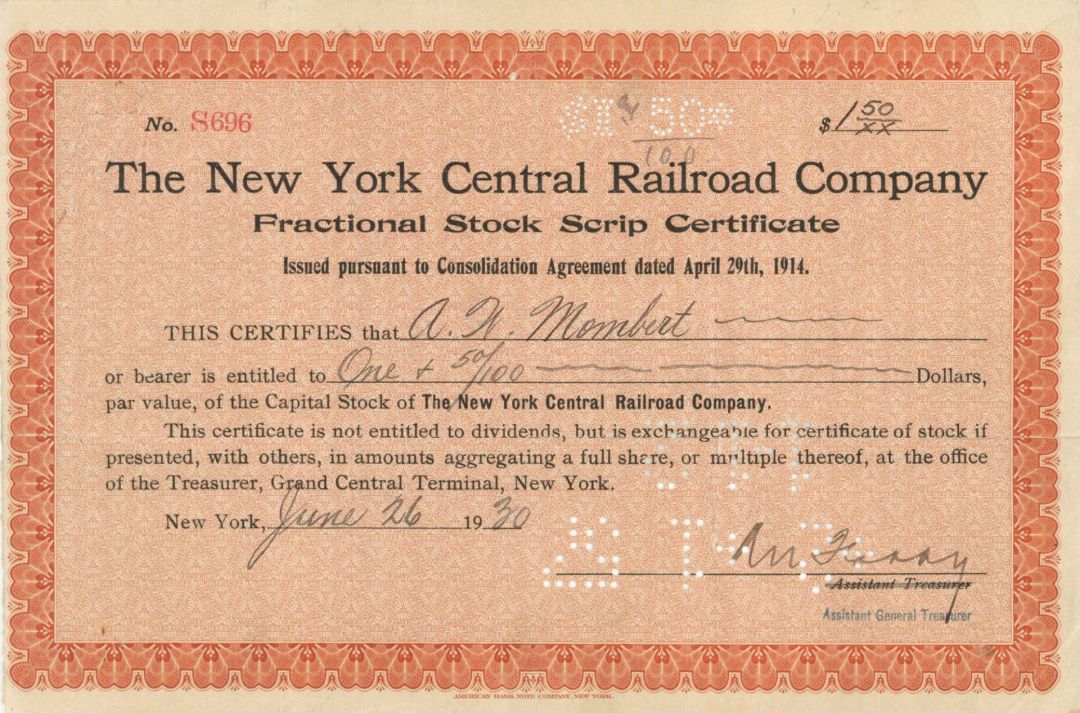 No. S696
$1 50*
100
$1 50/XX
The New York Central Railroad Company
Fractional Stock Scrip Certificate
Issued pursuant to Consolidation Agreement dated April 29th, 1914.
THIS CERTIFIES that A. W. Mombert
or bearer is entitled to One + 50/100 Dollars,
par value, of the Capital Stock of The New York Central Railroad Company.
This certificate is not entitled to dividends, but is exchangeable for certificate of stock if
presented, with others, in amounts aggregating a full share, or multiple thereof, at the office
of the Treasurer, Grand Central Terminal, New York.
New York, June 26 1930
Assistant Treasurer
Assistant General Treasurer
AMERICAN BANK NOTE COMPANY, NEW YORK.